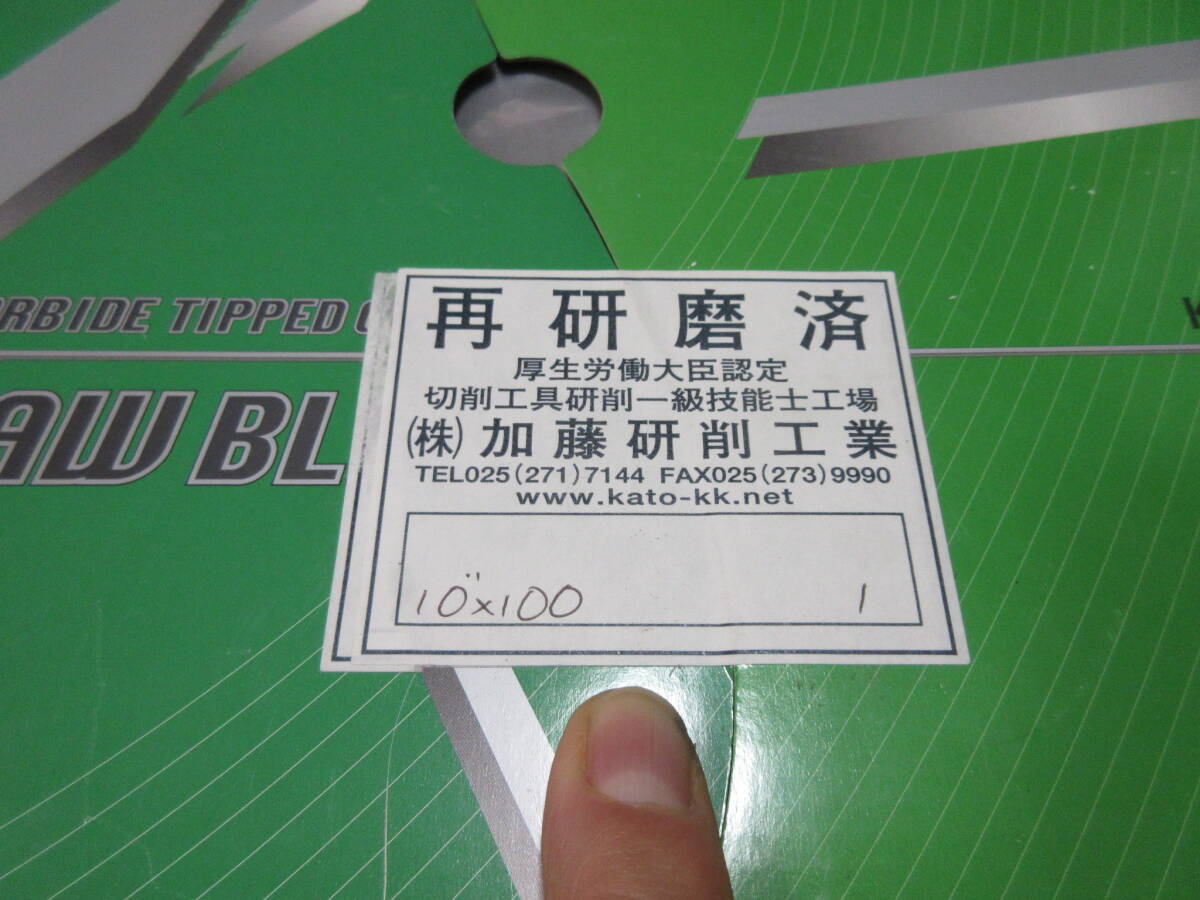 RBIDE TIPPED
AW BL
再研磨済
厚生労働大臣認定
切削工具研削一級技能士工場
(株)加藤研削工業
TEL025(271)7144 FAX025(273)9990
www.kato-kk.net
10"×100 1